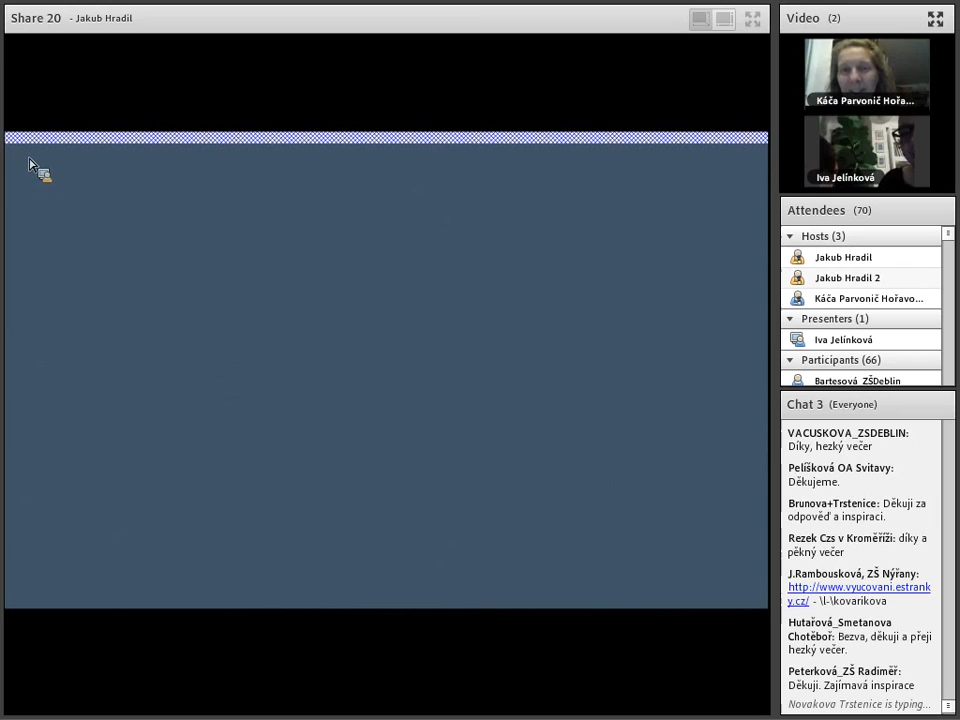 Share 20 - Jakub Hradil
Video (2)
Káča Parvonič Hořa...
Iva Jelínková
Attendees (70)
Hosts (3)
Jakub Hradil
Jakub Hradil 2
Káča Parvonič Hořavo...
Presenters (1)
Iva Jelínková
Participants (66)
Bartesová_ZŠDeblin
Chat 3 (Everyone)
VACUSKOVA_ZSDEBLIN:
Díky, hezký večer
Pelíšková OA Svitavy:
Děkujeme.
Brunova+Trstenice: Děkuji za
odpověď a inspiraci.
Rezek Czs v Kroměříži: díky a
pěkný večer
J.Rambousková, ZŠ Nýřany:
http://www.vyucovani.estrank
y.cz/ - \l-\kovarikova
Hutařová_Smetanova
Chotěboř: Bezva, děkuji a přeji
hezký večer.
Peterková_ZŠ Radiměř:
Děkuji. Zajímavá inspirace
Novakova Trstenice is typing...